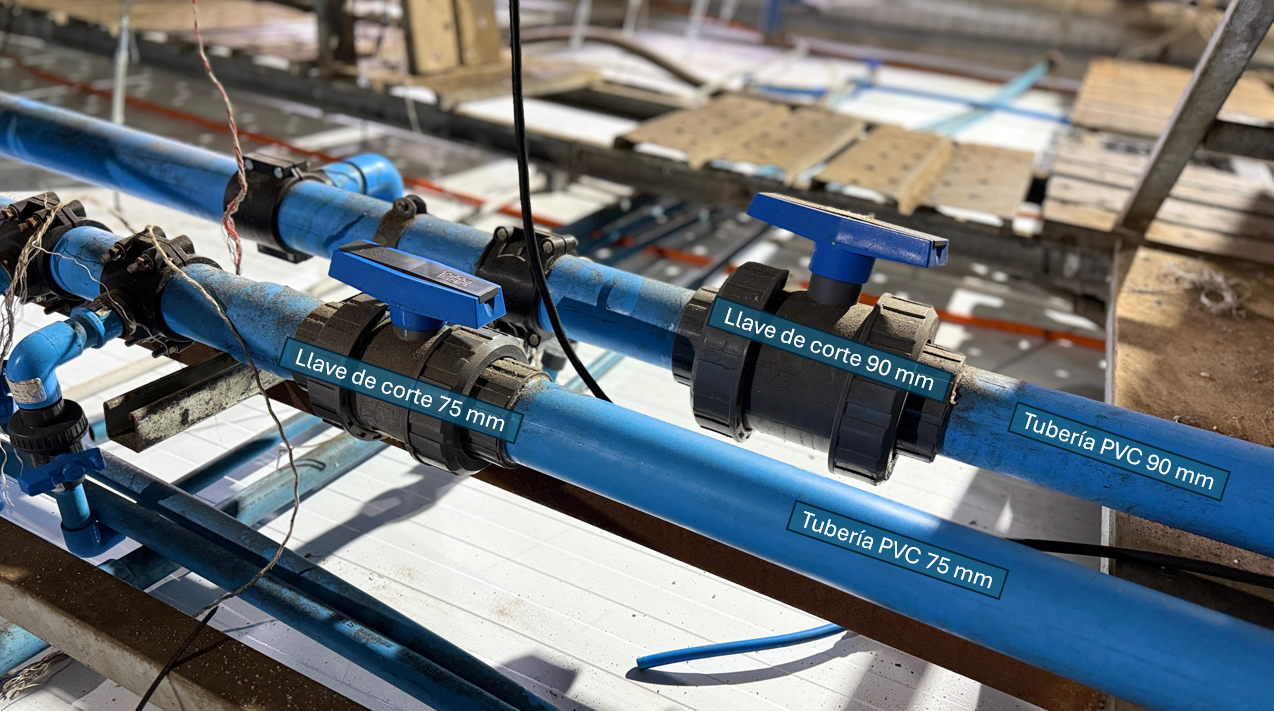 Llave de corte 90 mm
Llave de corte 75 mm
Tubería PVC 90 mm
Tubería PVC 75 mm